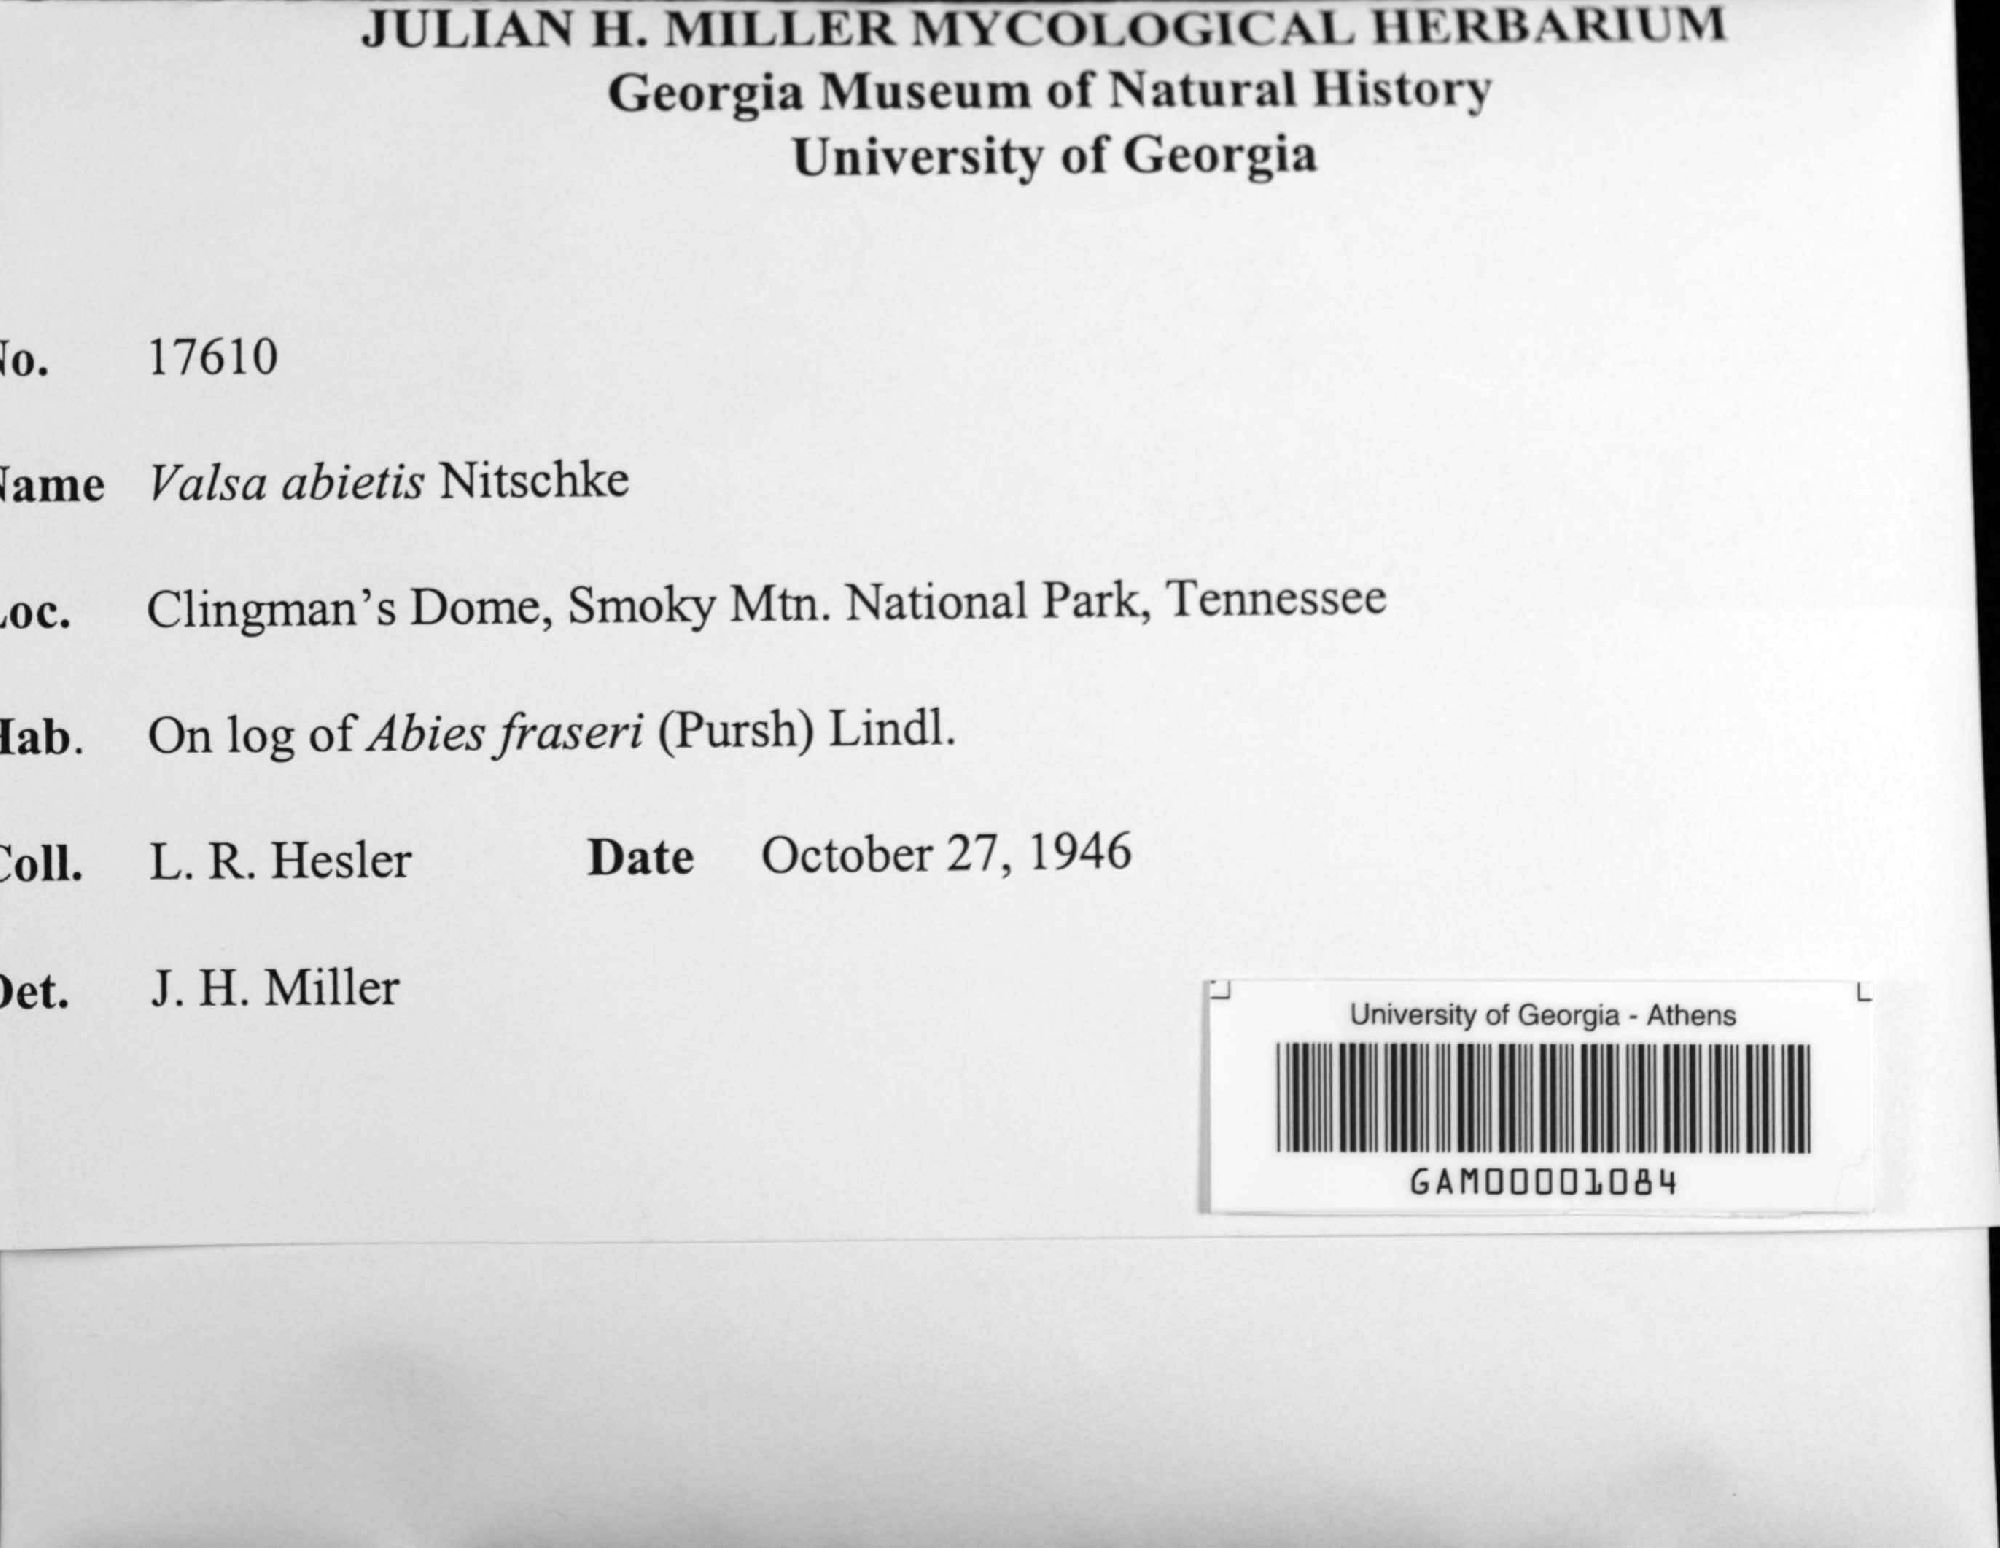 JULIAN H. MILLER MYCOLOGICAL HERBARIUM
Georgia Museum of Natural History
University of Georgia
No. 17610
Name Valsa abietis Nitschke
Loc. Clingman's Dome, Smoky Mtn. National Park, Tennessee
Hab. On log of Abies fraseri (Pursh) Lindl.
Coll. L. R. Hesler Date October 27, 1946
Det. J. H. Miller
University of Georgia - Athens
GAM00001084